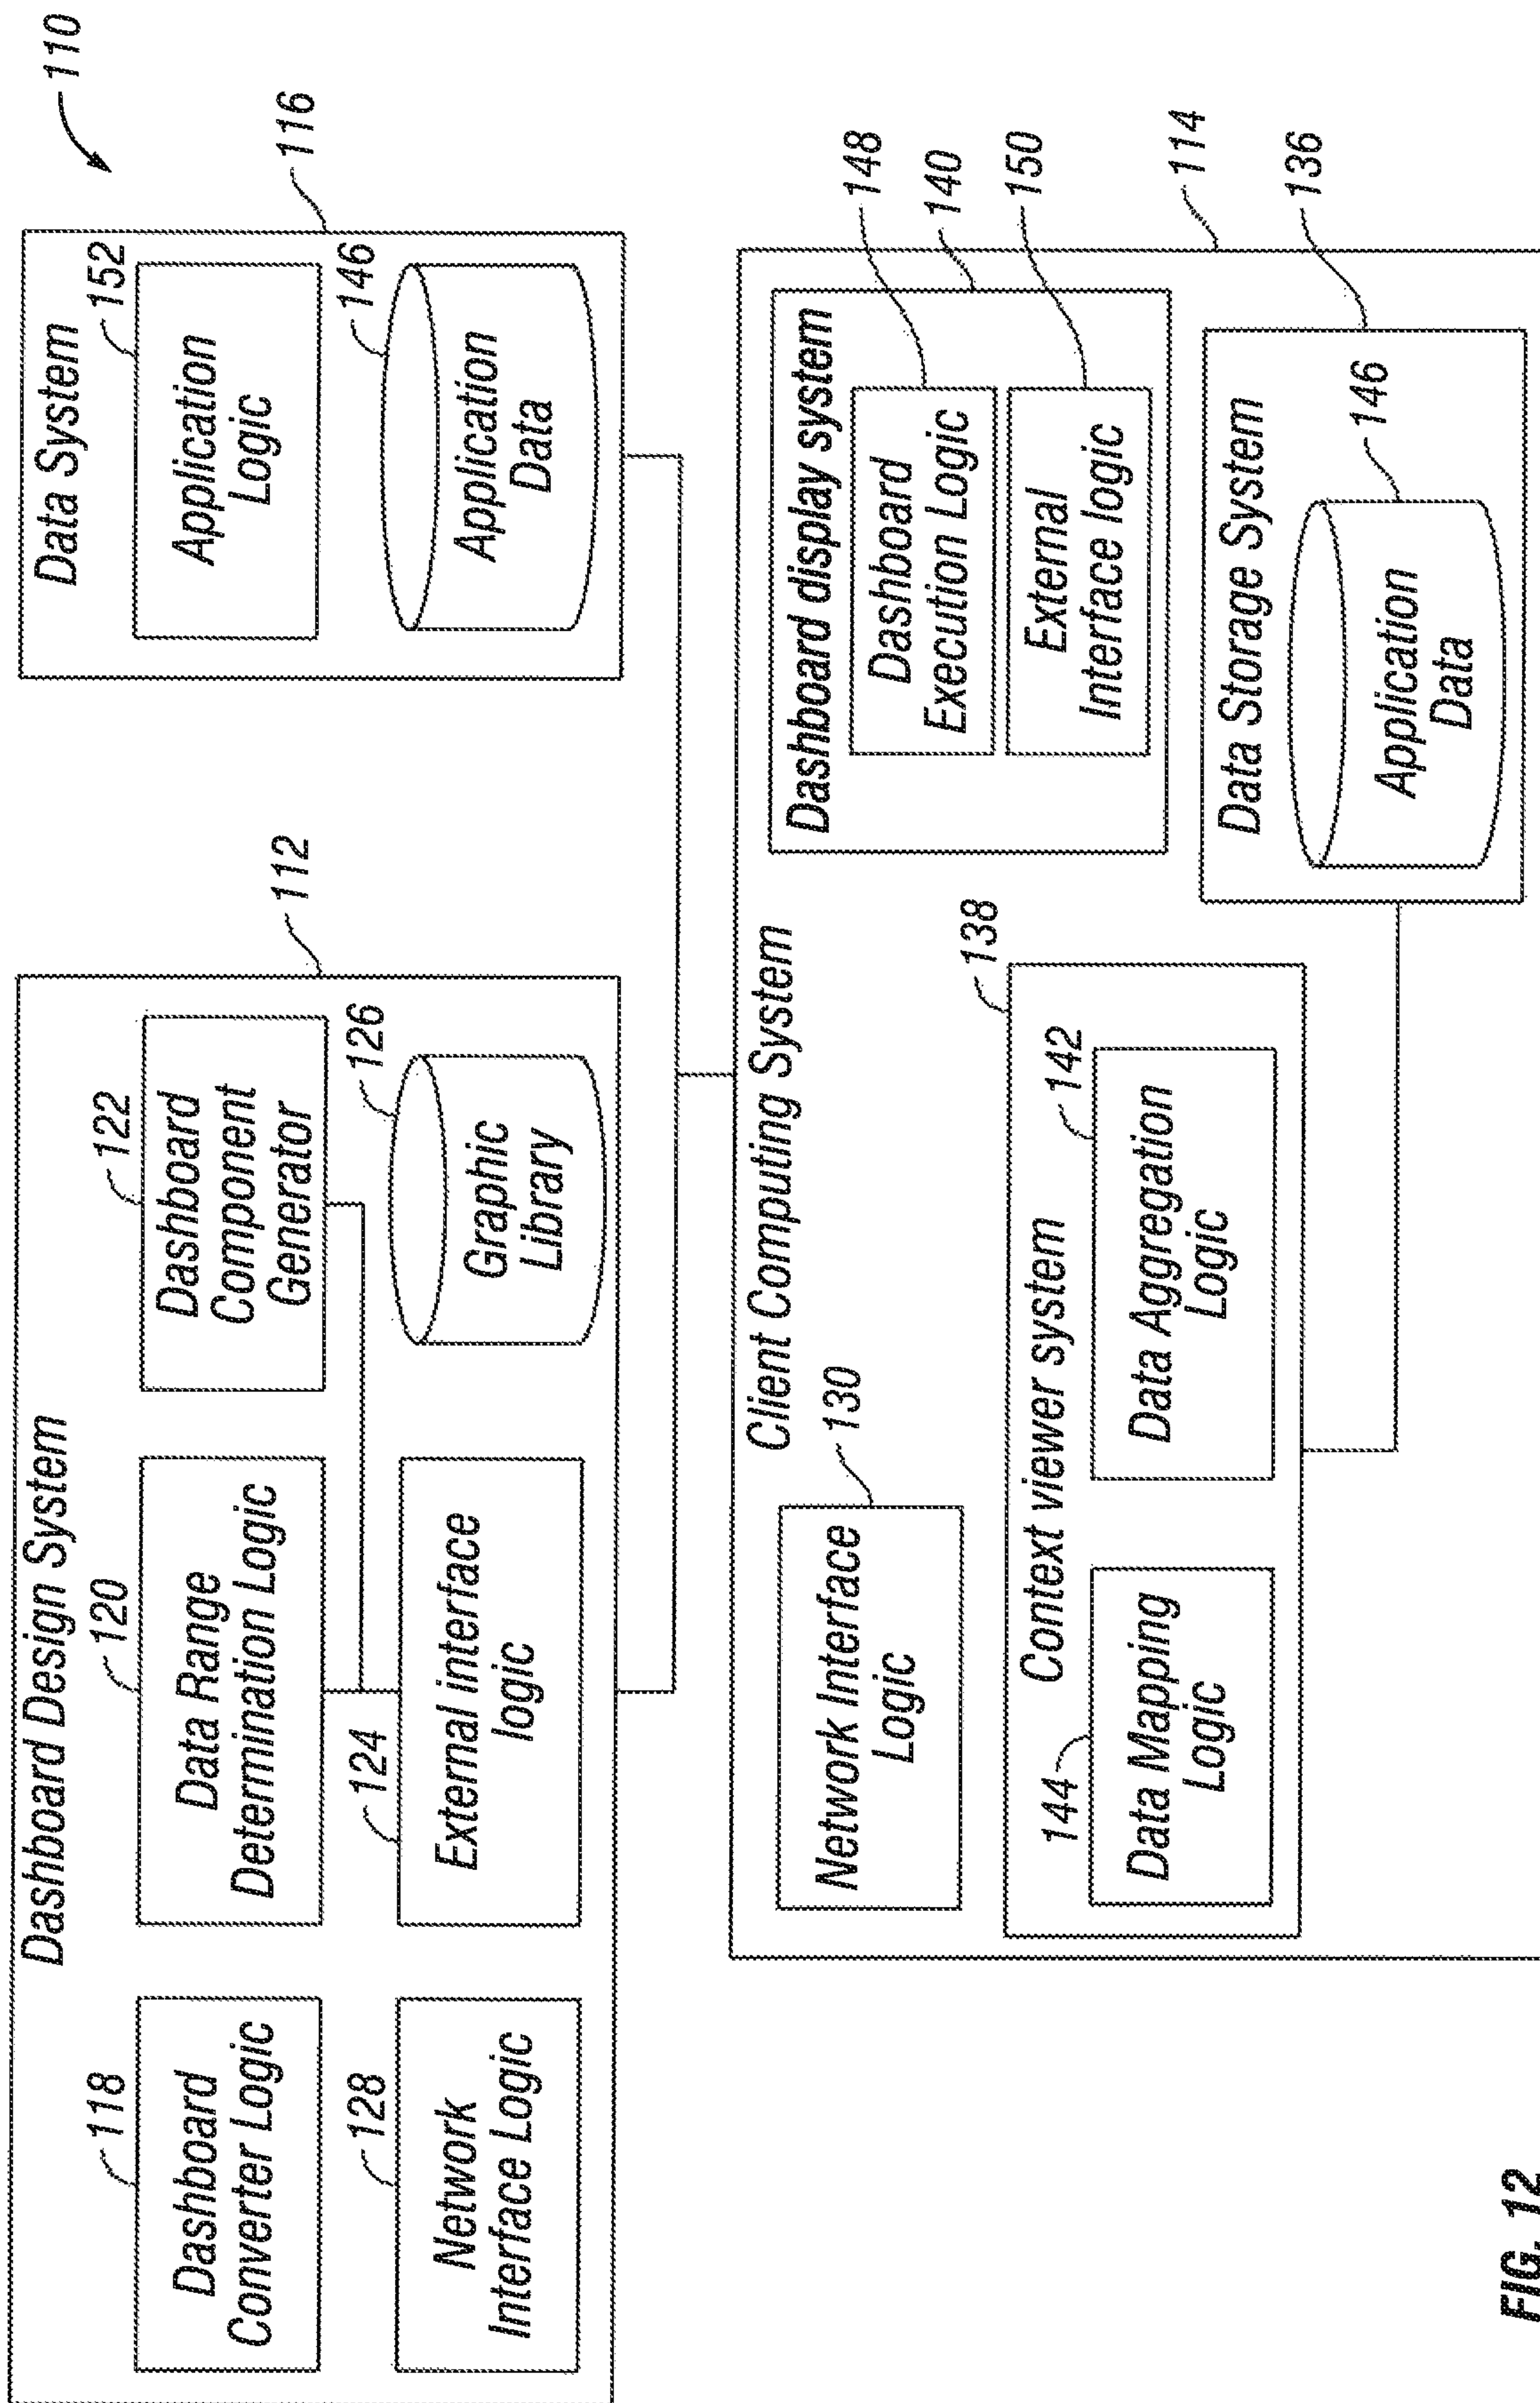 110
Dashboard Design System
112
118
Dashboard
Converter Logic
120
Data Range
Determination Logic
122
Dashboard
Component
Generator
128
Network
Interface Logic
124
External interface
logic
126
Graphic
Library
Data System
116
152
Application
Logic
146
Application
Data
Client Computing System
114
130
Network Interface
Logic
138
Context viewer system
144
Data Mapping
Logic
142
Data Aggregation
Logic
Dashboard display system
148
140
150
Dashboard
Execution Logic
External
Interface logic
136
Data Storage System
146
Application
Data
FIG. 12